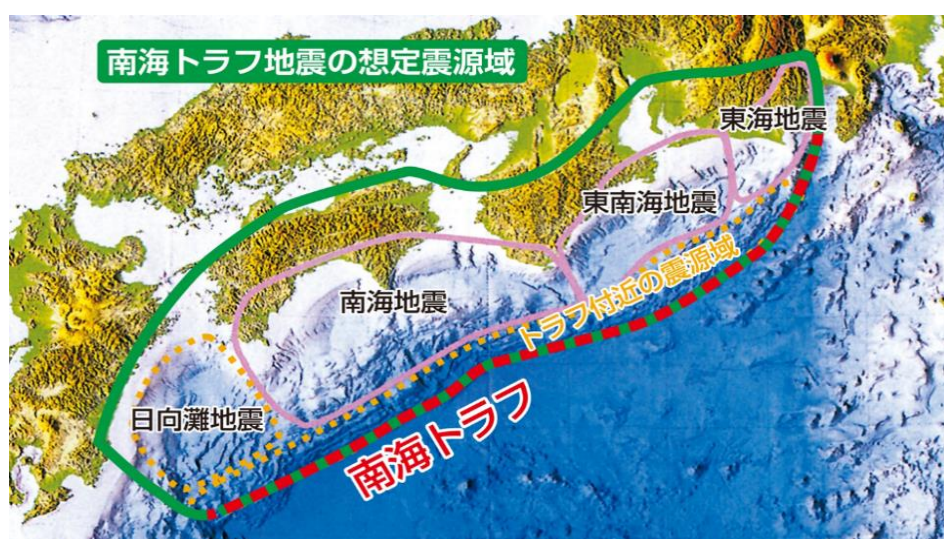 南海トラフ地震の想定震源域
東海地震
東南海地震
南海地震
トラフ付近の震源域
日向灘地震
南海トラフ